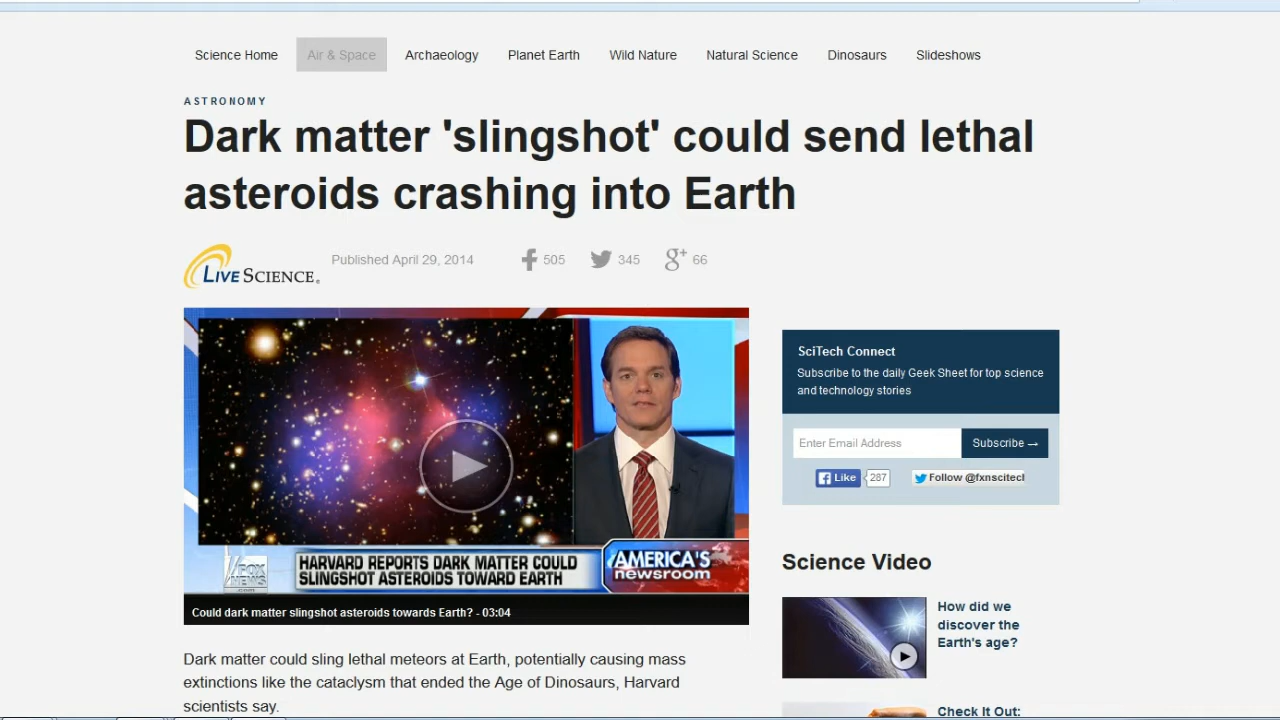 Science Home Air & Space Archaeology Planet Earth Wild Nature Natural Science Dinosaurs Slideshows
ASTRONOMY
Dark matter 'slingshot' could send lethal
asteroids crashing into Earth
LIVESCIENCE
Published April 29, 2014
505
345
g+ 66
HARVARD REPORTS DARK MATTER COULD
SLINGSHOT ASTEROIDS TOWARD EARTH
FOX
NEWS
AMERICA'S
newsroom
Could dark matter slingshot asteroids towards Earth? - 03:04
Dark matter could sling lethal meteors at Earth, potentially causing mass
extinctions like the cataclysm that ended the Age of Dinosaurs, Harvard
scientists say.
SciTech Connect
Subscribe to the daily Geek Sheet for top science
and technology stories
Enter Email Address
Subscribe →
Like 287
Follow @fxnscitecl
Science Video
How did we
discover the
Earth's age?
Check It Out: